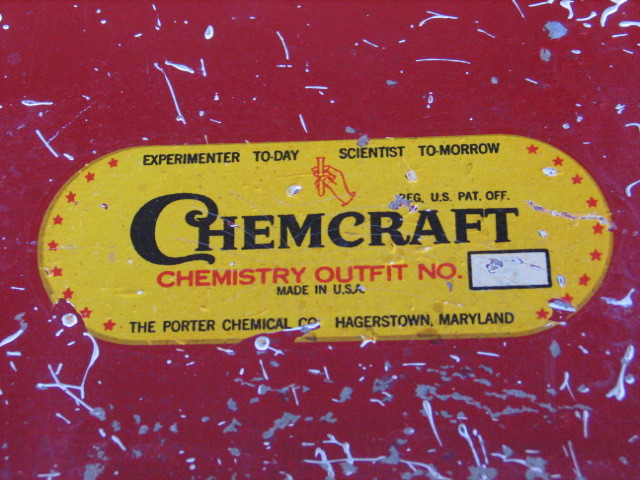 EXPERIMENTER TO-DAY SCIENTIST TO-MORROW
REG. U.S. PAT. OFF.
CHEMCRAFT
CHEMISTRY OUTFIT NO.
MADE IN U.S.A.
THE PORTER CHEMICAL CO. HAGERSTOWN, MARYLAND